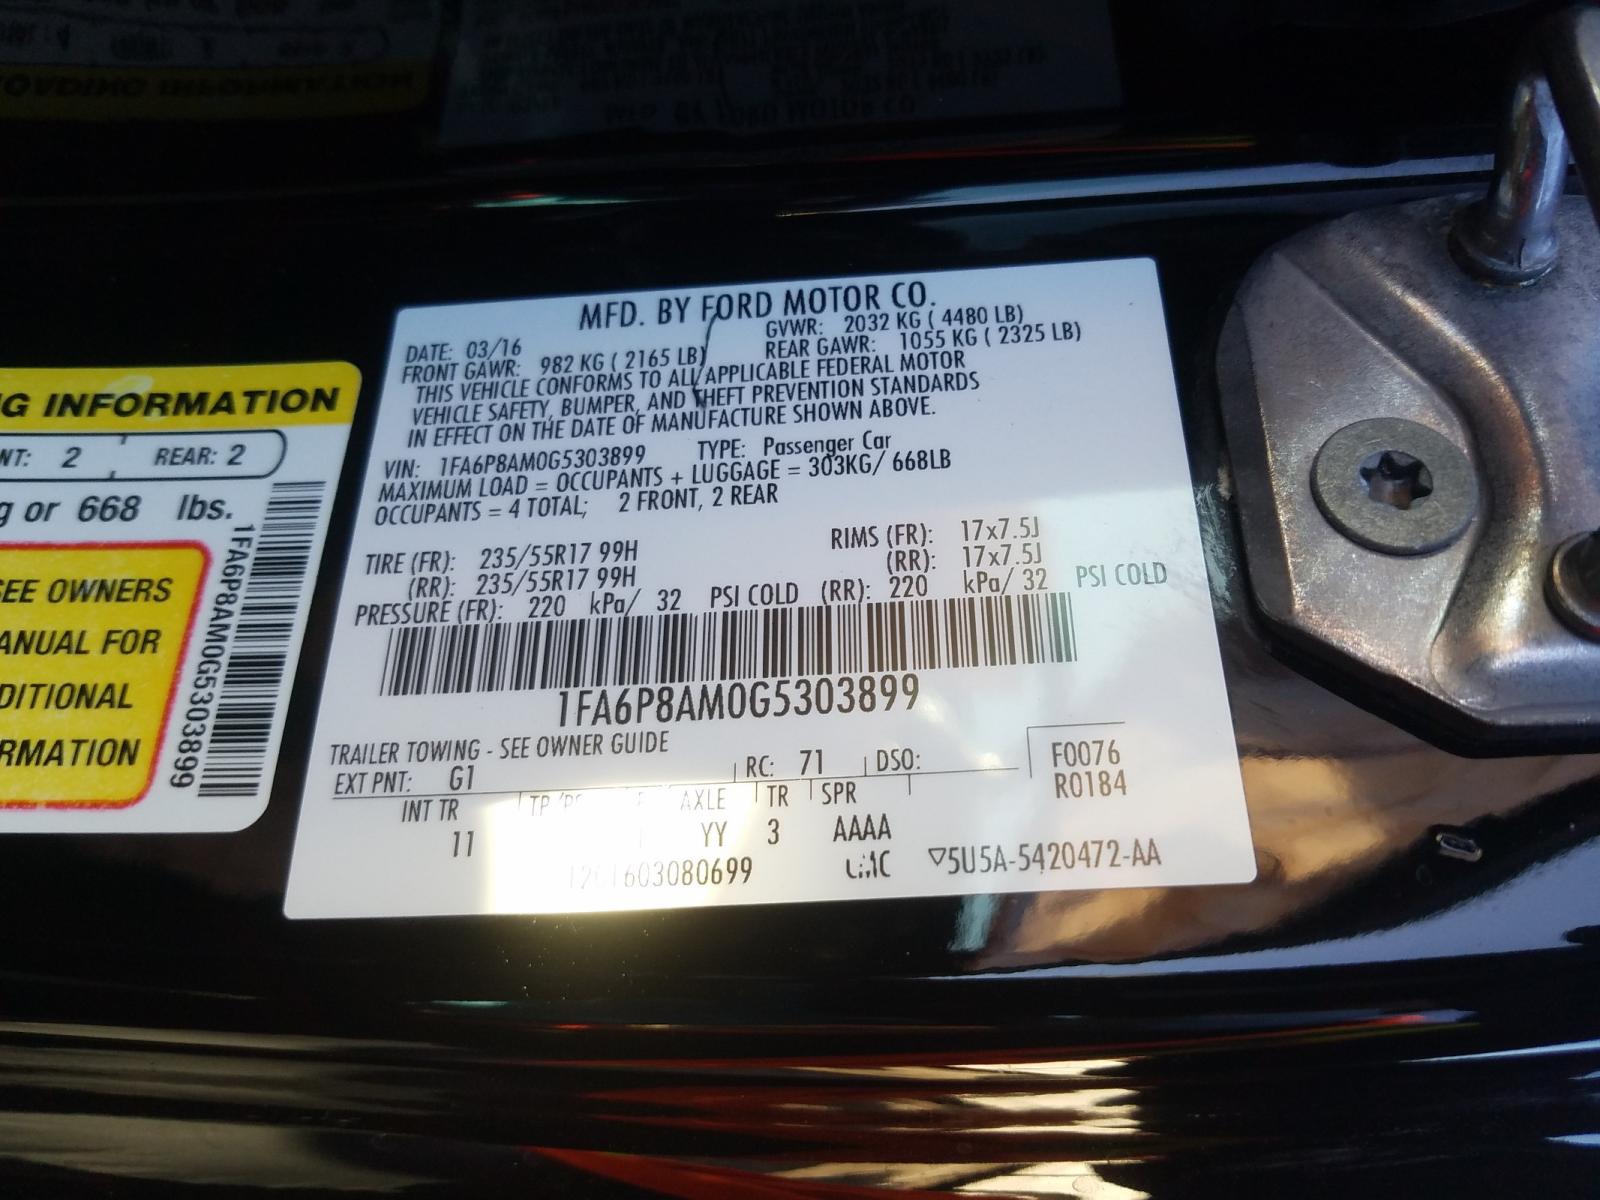 MFD. BY FORD MOTOR CO.
DATE: 03/16 GVWR: 2032 KG ( 4480 LB)
FRONT GAWR: 982 KG ( 2165 LB) REAR GAWR: 1055 KG ( 2325 LB)
THIS VEHICLE CONFORMS TO ALL APPLICABLE FEDERAL MOTOR
VEHICLE SAFETY, BUMPER, AND THEFT PREVENTION STANDARDS
IN EFFECT ON THE DATE OF MANUFACTURE SHOWN ABOVE.
VIN: 1FA6P8AM0G5303899 TYPE: Passenger Car
MAXIMUM LOAD = OCCUPANTS + LUGGAGE = 303KG/ 668LB
OCCUPANTS = 4 TOTAL; 2 FRONT, 2 REAR
TIRE (FR): 235/55R17 99H RIMS (FR): 17x7.5J
(RR): 235/55R17 99H (RR): 17x7.5J
PRESSURE (FR): 220 kPa/ 32 PSI COLD (RR): 220 kPa/ 32 PSI COLD
1FA6P8AM0G5303899
TRAILER TOWING - SEE OWNER GUIDE
EXT PNT: G1 RC: 71 DSO: F0076
R0184
INT TR AXLE TR SPR
11 YY 3 AAAA
5U5A-5420472-AA
INFORMATION
2 REAR: 2
or 668 lbs.
1FA6P8AM0G5303899
OWNERS
FOR